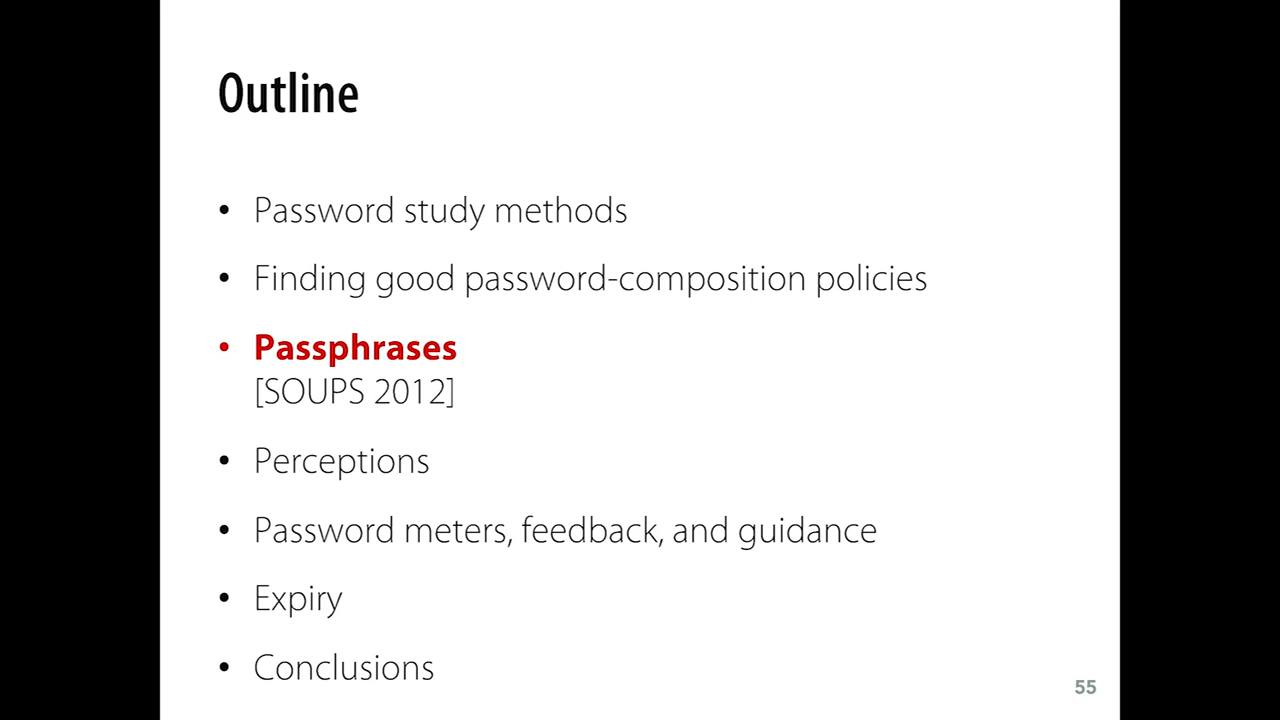 Outline
• Password study methods
• Finding good password-composition policies
• Passphrases
[SOUPS 2012]
• Perceptions
• Password meters, feedback, and guidance
• Expiry
• Conclusions
55